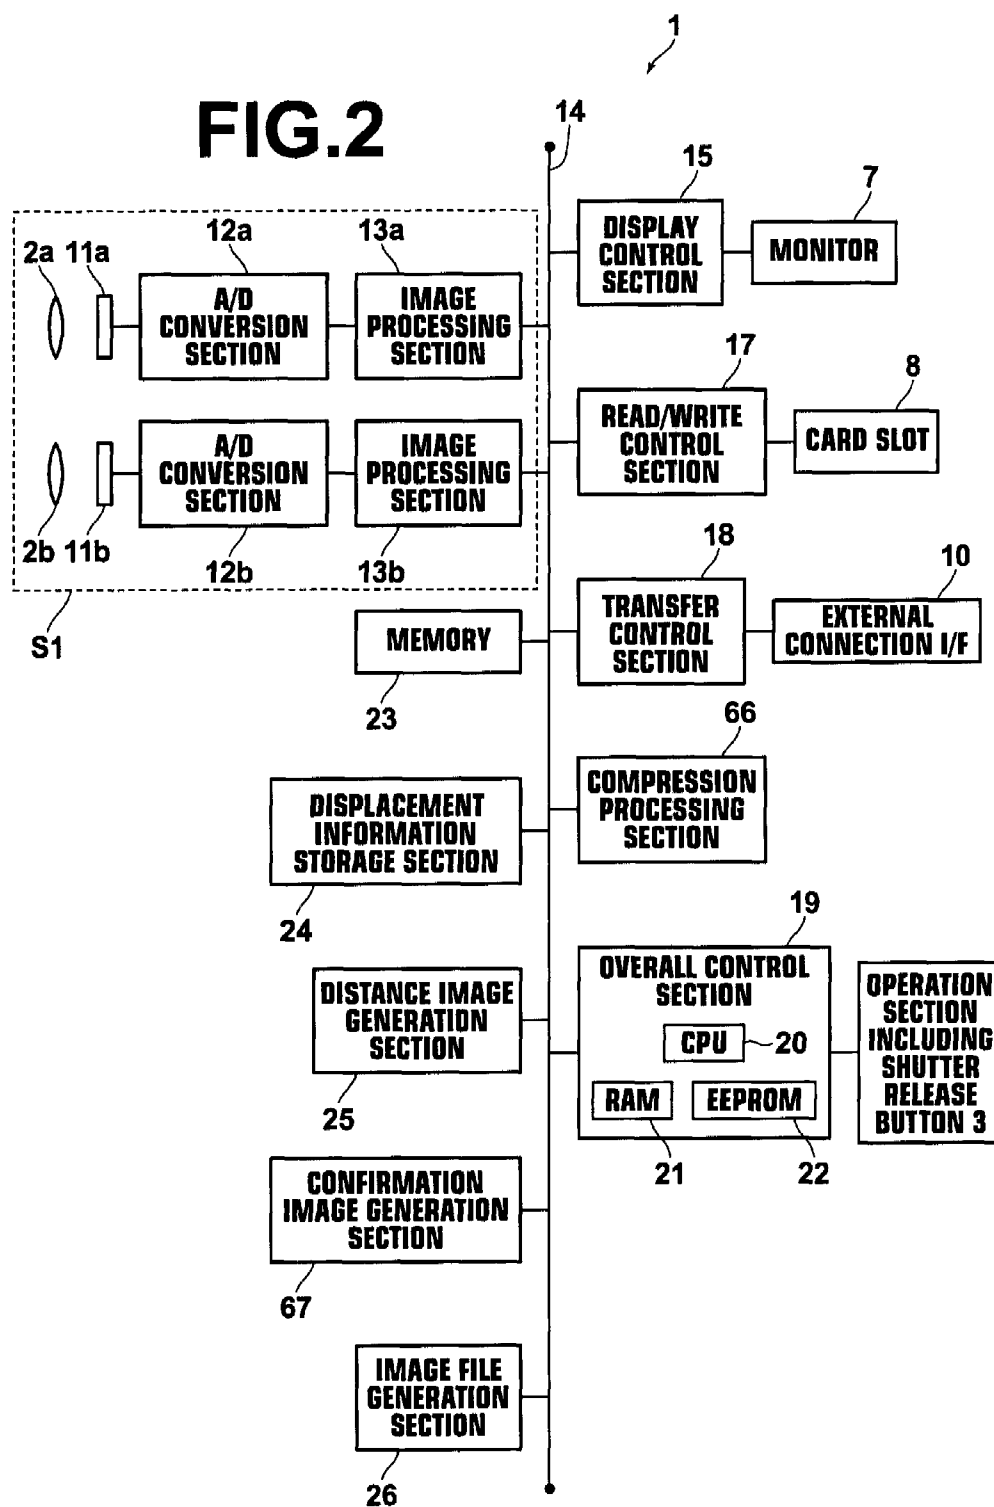 1
FIG.2
14
15
7
DISPLAY
CONTROL
SECTION
MONITOR
2a
11a
12a
13a
A/D
CONVERSION
SECTION
IMAGE
PROCESSING
SECTION
17
8
READ/WRITE
CONTROL
SECTION
CARD SLOT
A/D
CONVERSION
SECTION
IMAGE
PROCESSING
SECTION
2b
11b
12b
13b
S1
18
10
TRANSFER
CONTROL
SECTION
EXTERNAL
CONNECTION I/F
MEMORY
23
66
COMPRESSION
PROCESSING
SECTION
DISPLACEMENT
INFORMATION
STORAGE SECTION
24
19
OVERALL CONTROL
SECTION
CPU
20
RAM
EEPROM
21
22
OPERATION
SECTION
INCLUDING
SHUTTER
RELEASE
BUTTON 3
DISTANCE IMAGE
GENERATION
SECTION
25
CONFIRMATION
IMAGE GENERATION
SECTION
67
IMAGE FILE
GENERATION
SECTION
26